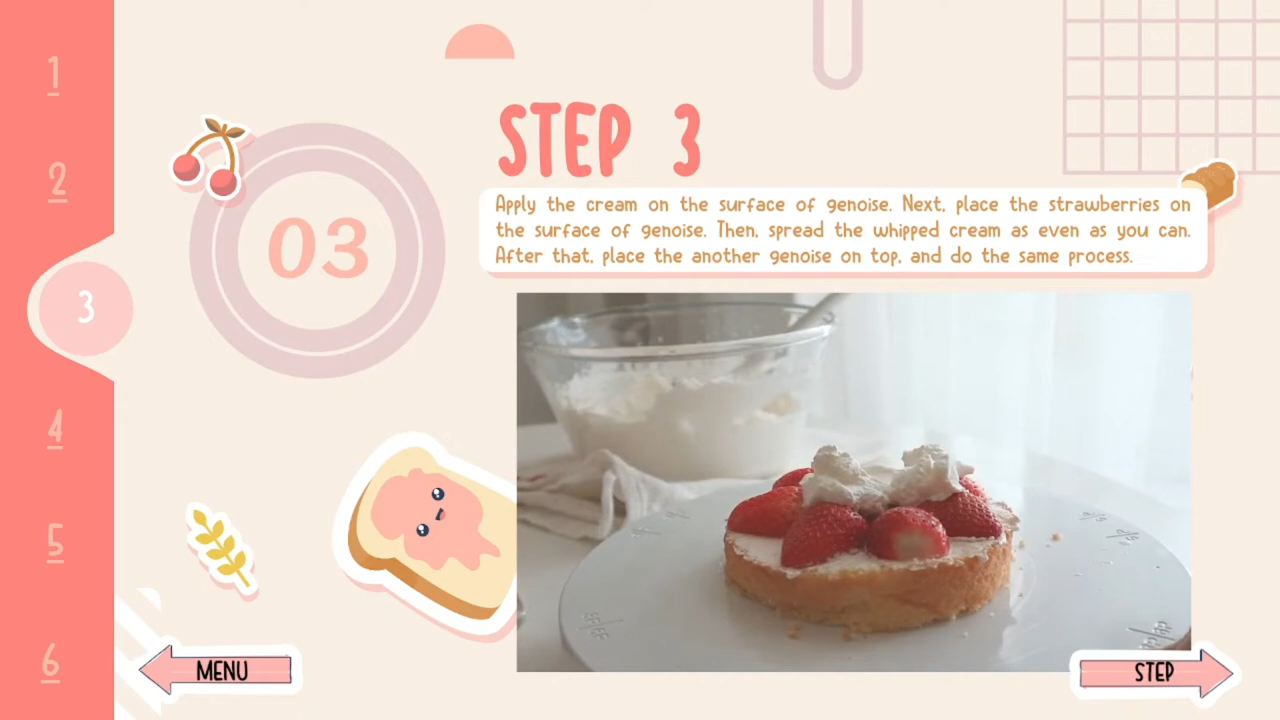 1
2
3
4
5
6
03
STEP 3
Apply the cream on the surface of genoise. Next, place the strawberries on
the surface of genoise. Then, spread the whipped cream as even as you can.
After that, place the another genoise on top, and do the same process.
MENU
STEP